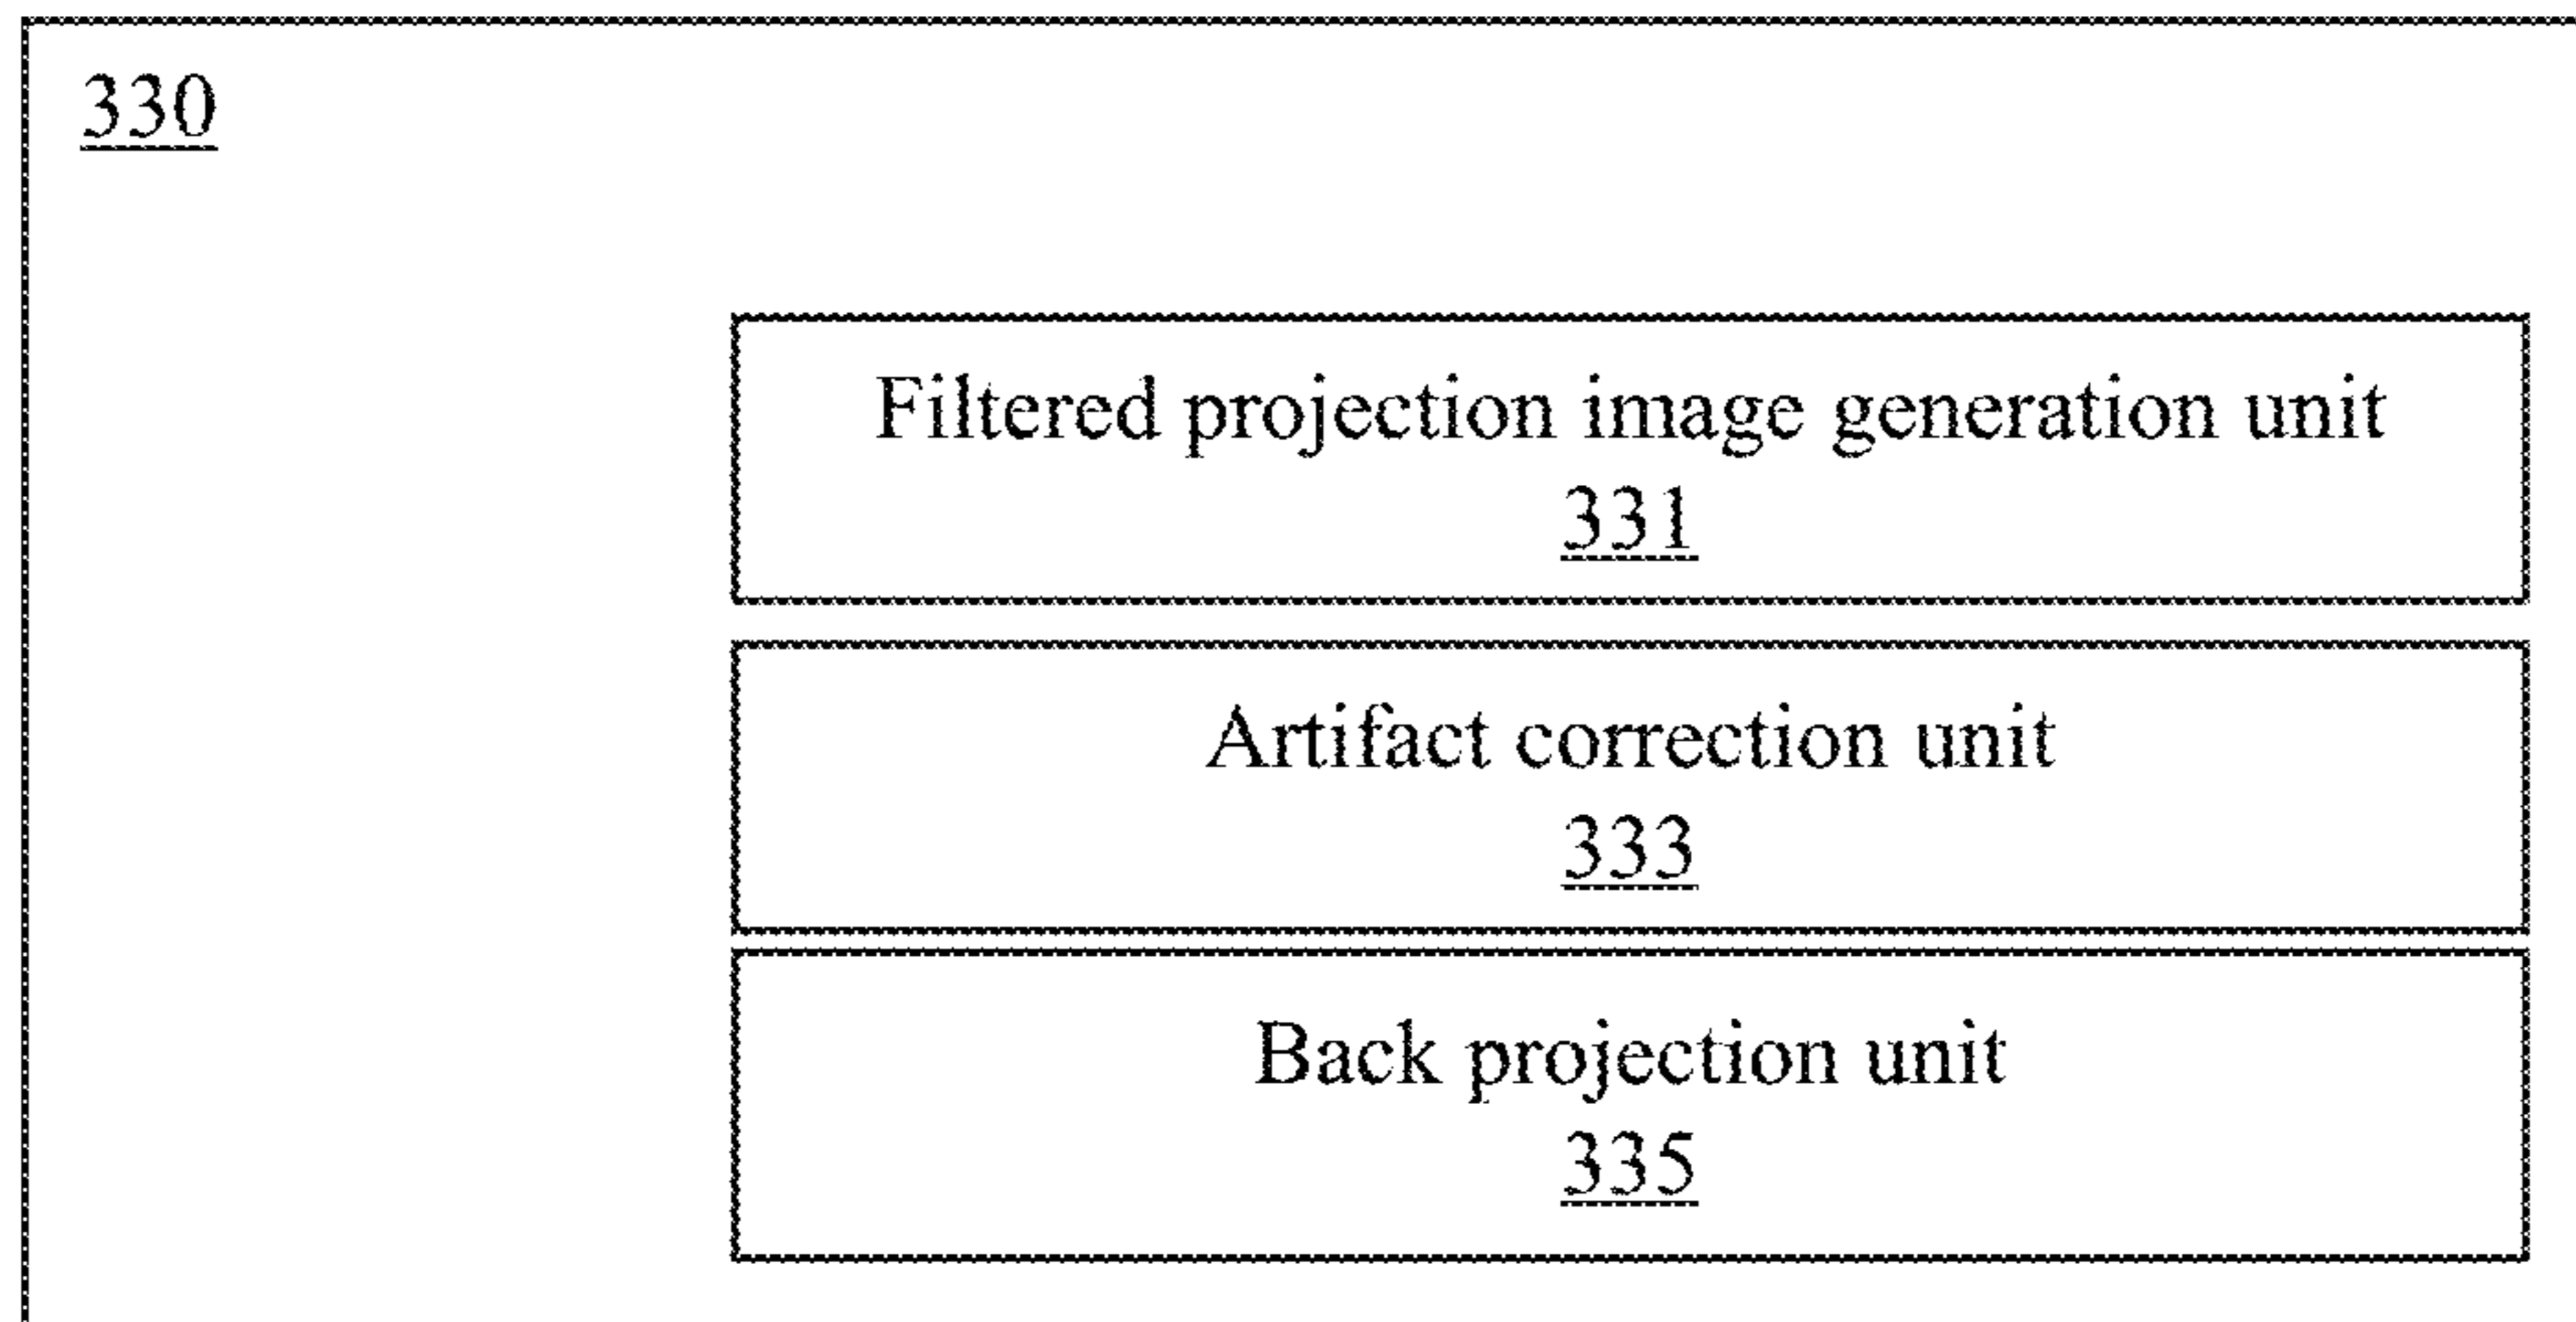 330
Filtered projection image generation unit
331
Artifact correction unit
333
Back projection unit
335